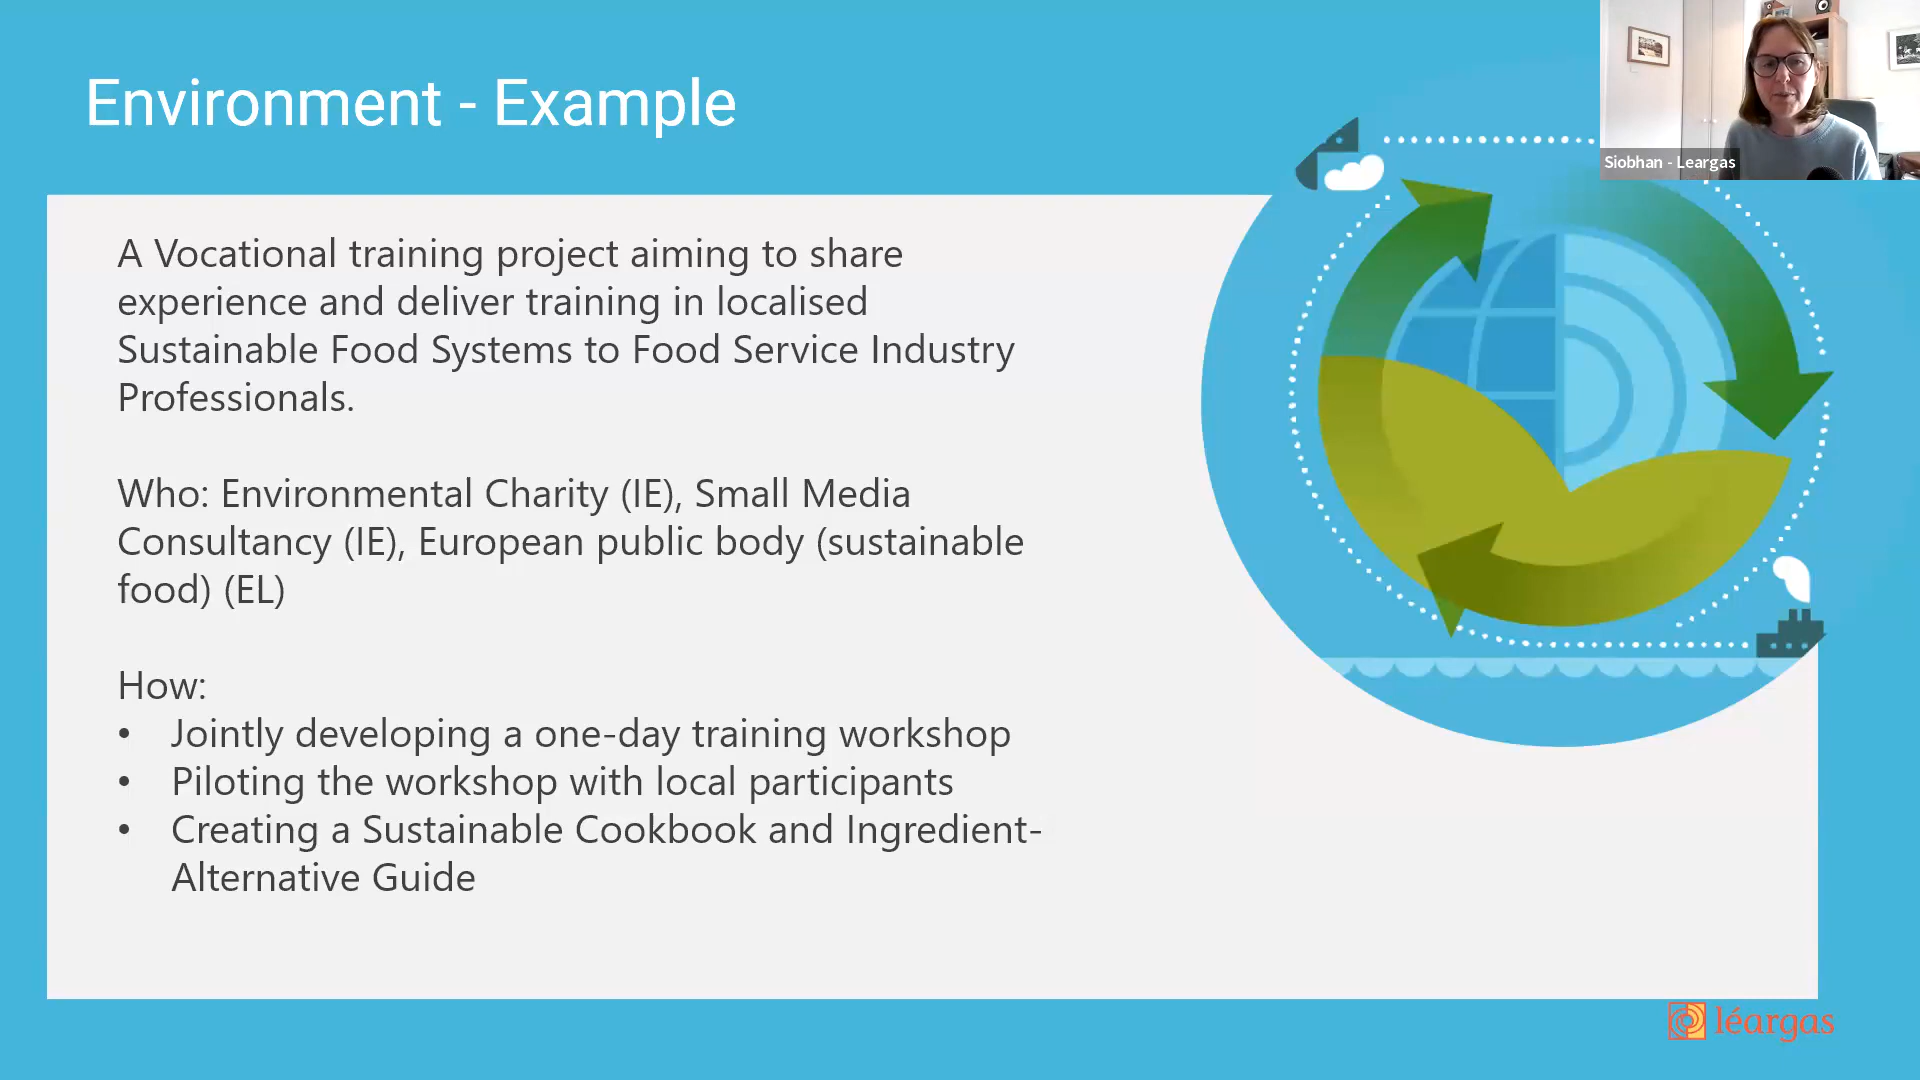 Environment - Example
Siobhan - Leargas
A Vocational training project aiming to share
experience and deliver training in localised
Sustainable Food Systems to Food Service Industry
Professionals.
Who: Environmental Charity (IE), Small Media
Consultancy (IE), European public body (sustainable
food) (EL)
How:
• Jointly developing a one-day training workshop
• Piloting the workshop with local participants
• Creating a Sustainable Cookbook and Ingredient-
Alternative Guide
léargas